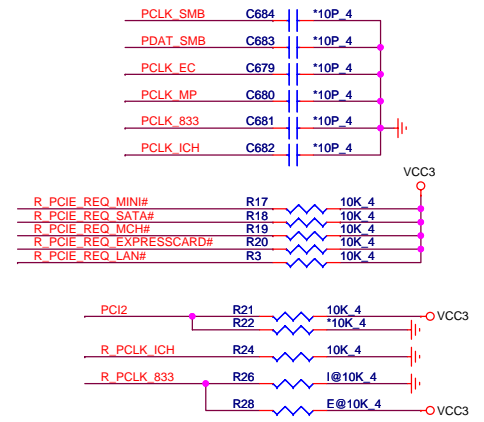 PCLK_SMB C684 *10P_4
PDAT_SMB C683 *10P_4
PCLK_EC C679 *10P_4
PCLK_MP C680 *10P_4
PCLK_833 C681 *10P_4
PCLK_ICH C682 *10P_4
VCC3
R_PCIE_REQ_MINI# R17 10K_4
R_PCIE_REQ_SATA# R18 10K_4
R_PCIE_REQ_MCH# R19 10K_4
R_PCIE_REQ_EXPRESSCARD# R20 10K_4
R_PCIE_REQ_LAN# R3 10K_4
PCI2 R21 10K_4 VCC3
R22 *10K_4
R_PCLK_ICH R24 10K_4
R_PCLK_833 R26 I@10K_4
R28 E@10K_4 VCC3